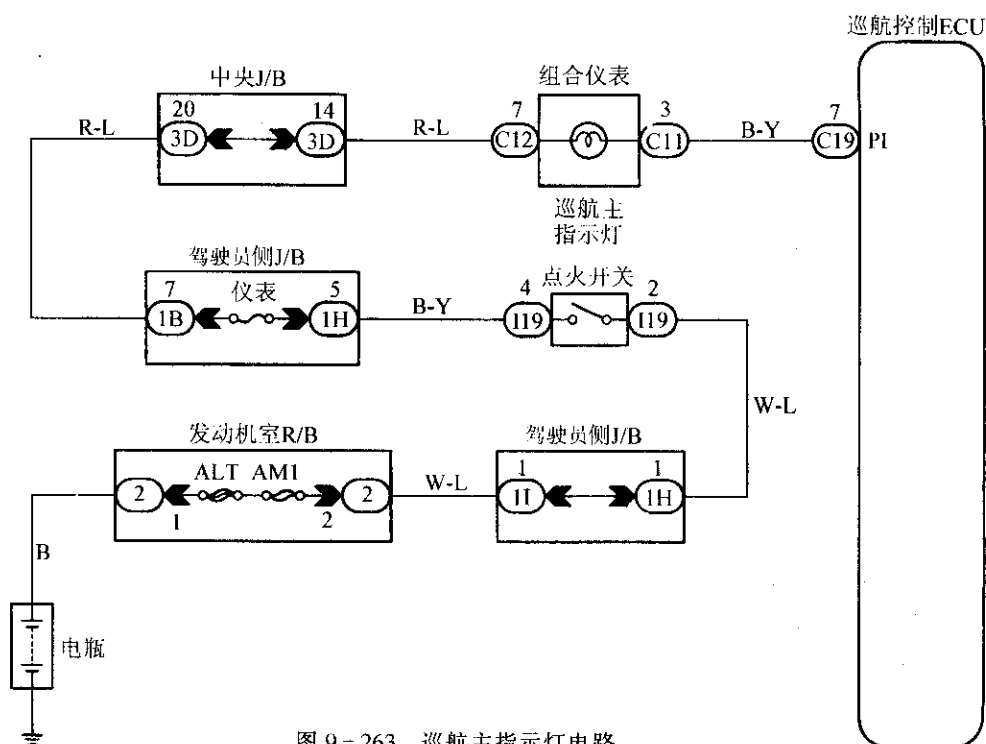 巡航控制ECU
中央J/B
组合仪表
20
14
7
3
7
R-L
3D
3D
R-L
C12
C11
B-Y
C19
PI
巡航主
指示灯
驾驶员侧J/B
点火开关
7
仪表
5
4
2
1B
1H
B-Y
I19
I19
W-L
发动机室R/B
驾驶员侧J/B
ALT
AM1
1
1
2
2
W-L
1I
1H
1
2
B
电瓶
图9-263 巡航主指示灯电路